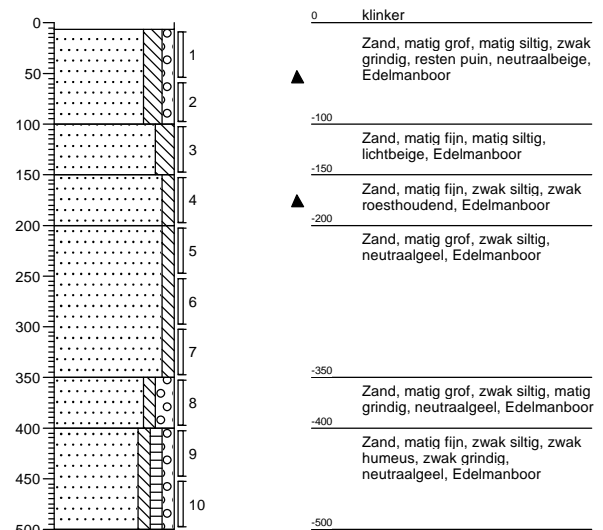 0
50
100
150
200
250
300
350
400
450
500
1
2
3
4
5
6
7
8
9
10
0 klinker
Zand, matig grof, matig siltig, zwak
grindig, resten puin, neutraalbeige,
Edelmanboor
-100
Zand, matig fijn, matig siltig,
lichtbeige, Edelmanboor
-150
Zand, matig fijn, zwak siltig, zwak
roesthoudend, Edelmanboor
-200
Zand, matig grof, zwak siltig,
neutraalgeel, Edelmanboor
-350
Zand, matig grof, zwak siltig, matig
grindig, neutraalgeel, Edelmanboor
-400
Zand, matig fijn, zwak siltig, zwak
humeus, zwak grindig,
neutraalgeel, Edelmanboor
-500